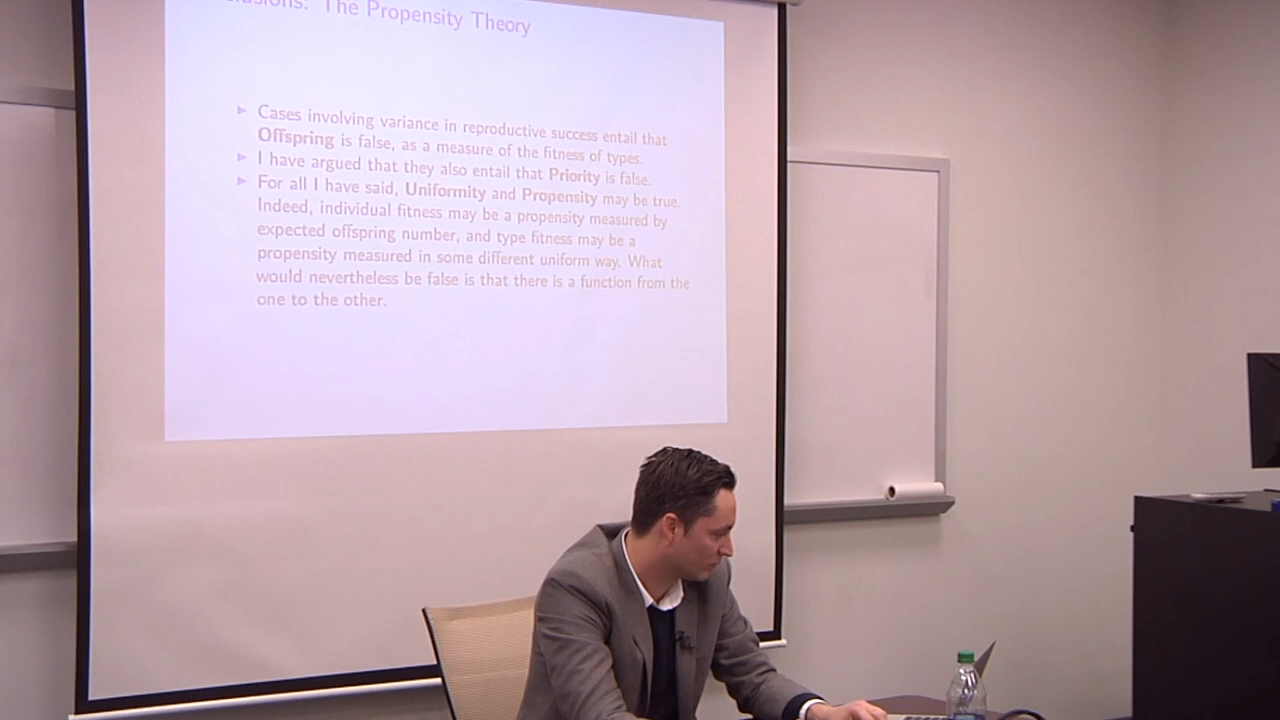 The Propensity Theory
Cases involving variance in reproductive success entail that
Offspring is false, as a measure of the fitness of types.
I have argued that they also entail that Priority is false.
For all I have said, Uniformity and Propensity may be true.
Indeed, individual fitness may be a propensity measured by
expected offspring number, and type fitness may be a
propensity measured in some different uniform way. What
would nevertheless be false is that there is a function from the
one to the other.